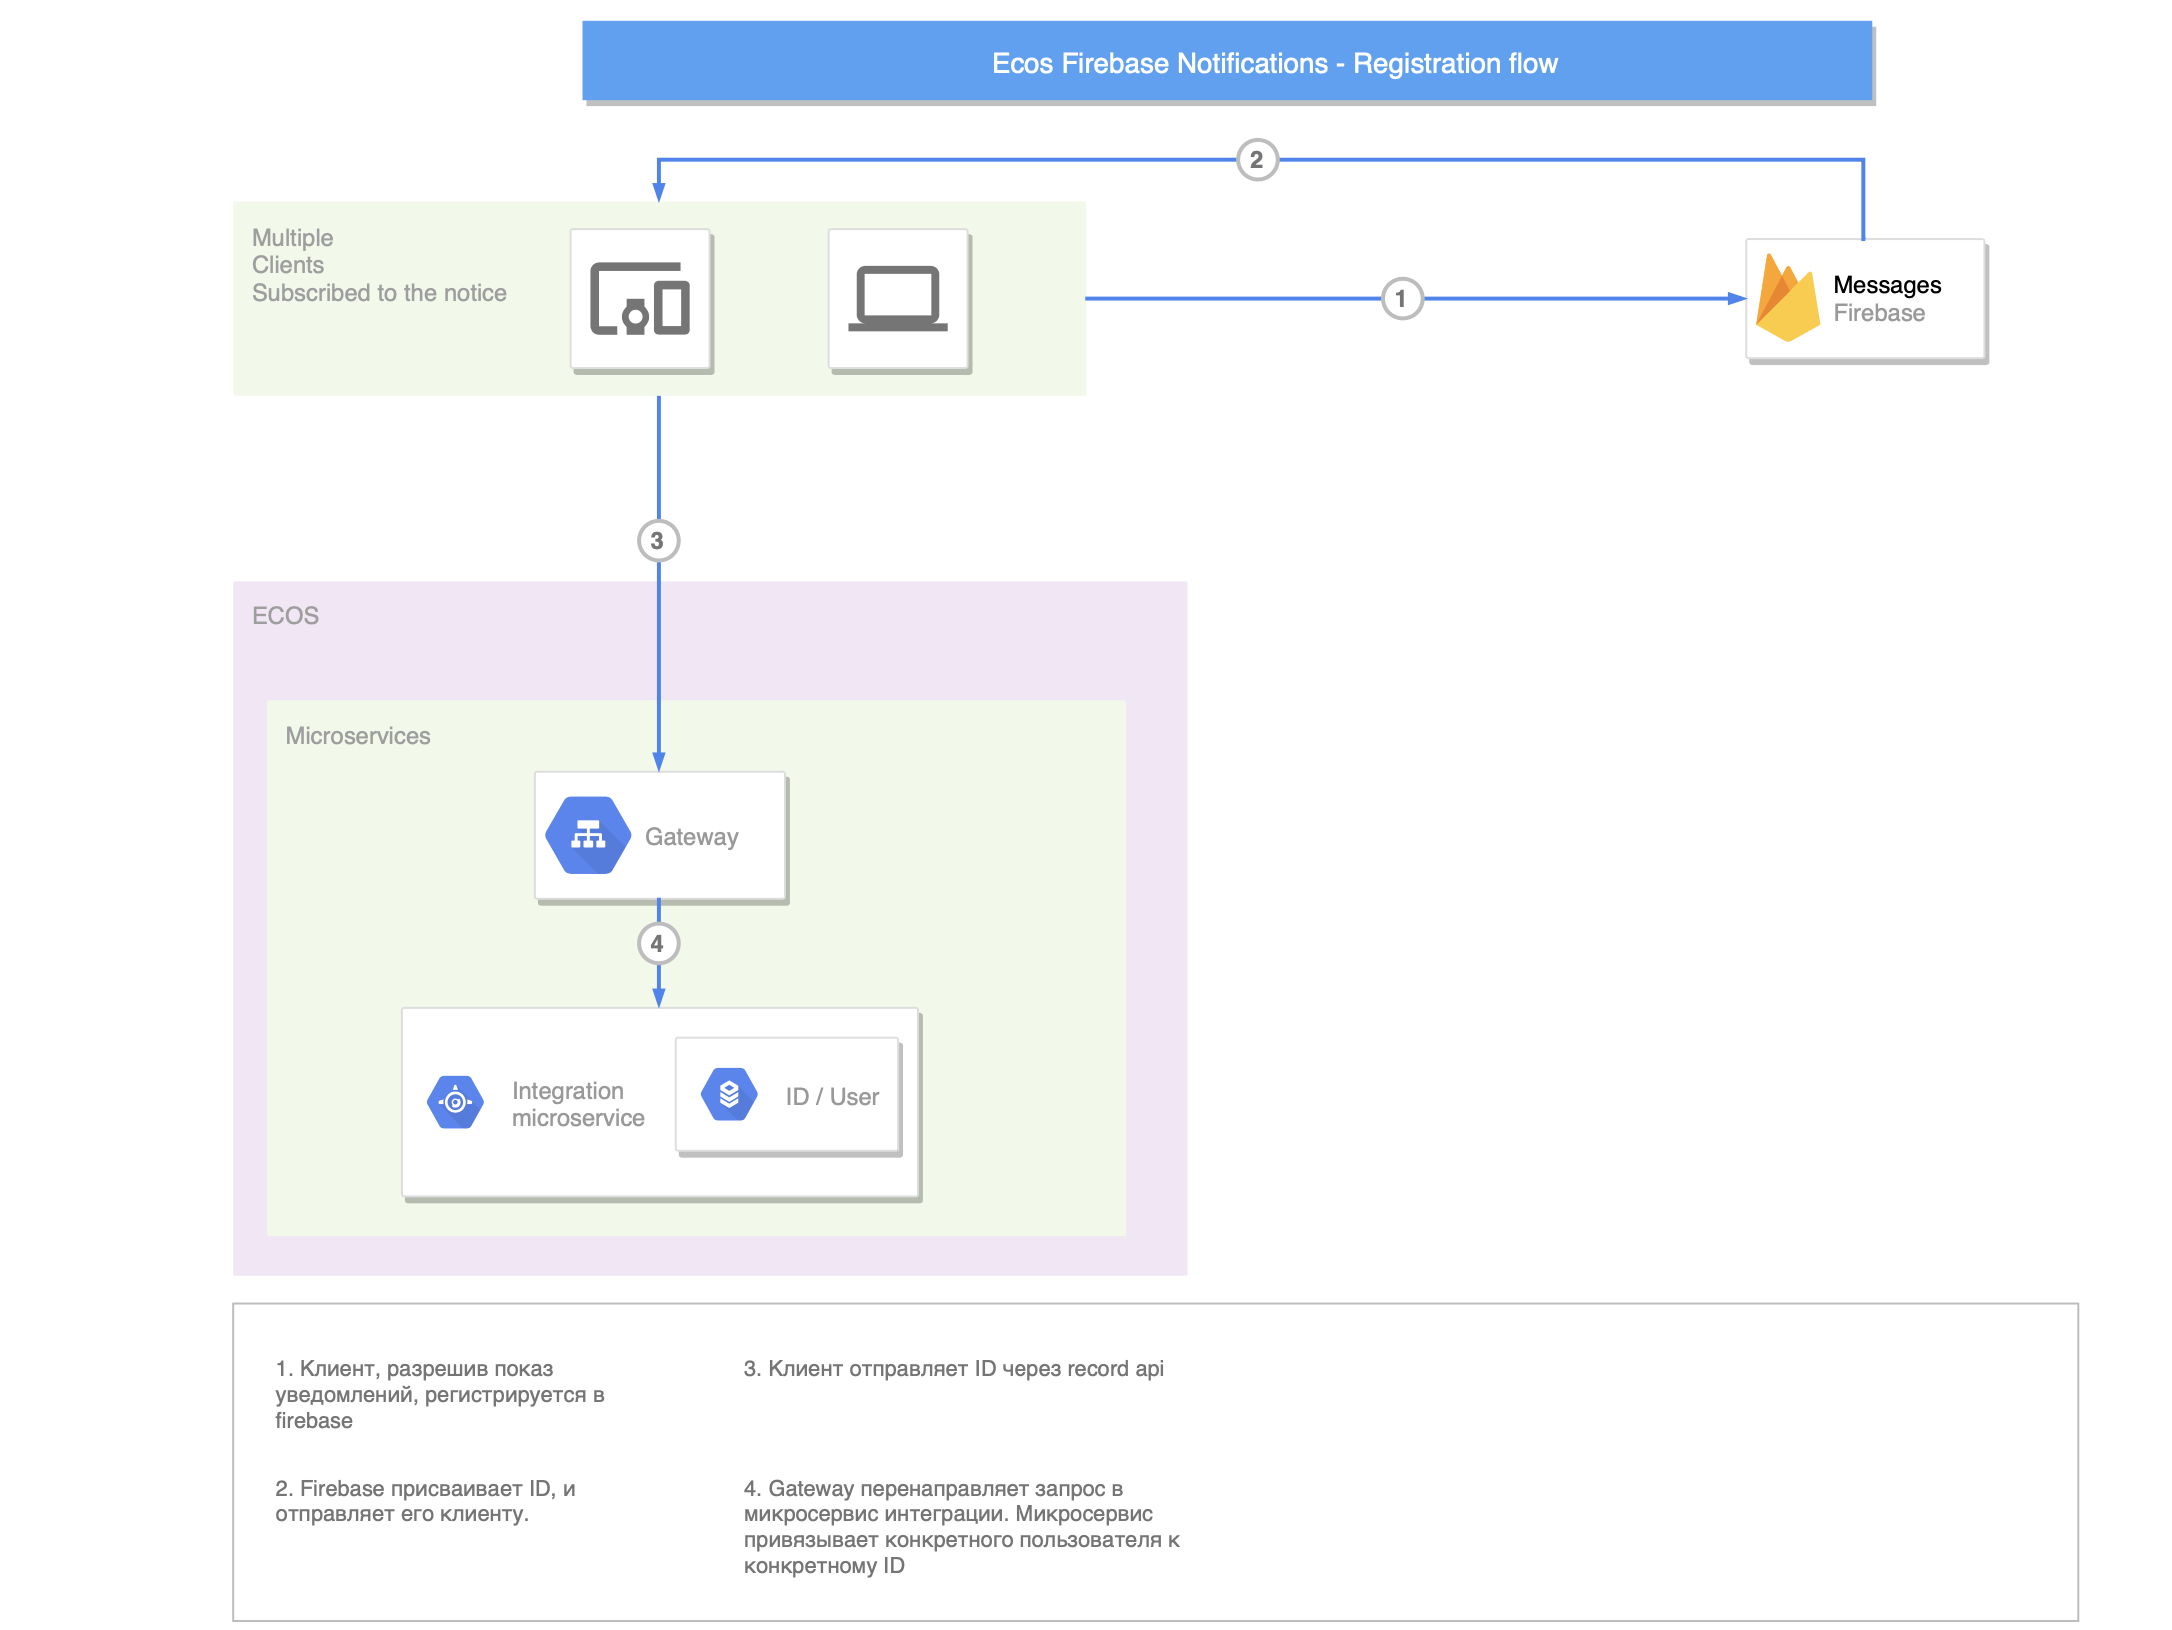 Ecos Firebase Notifications - Registration flow
2
Multiple
Clients
Subscribed to the notice
1
Messages
Firebase
3
ECOS
Microservices
Gateway
4
Integration
microservice
ID / User
1. Клиент, разрешив показ
уведомлений, регистрируется в
firebase
2. Firebase присваивает ID, и
отправляет его клиенту.
3. Клиент отправляет ID через record api
4. Gateway перенаправляет запрос в
микросервис интеграции. Микросервис
привязывает конкретного пользователя к
конкретному ID